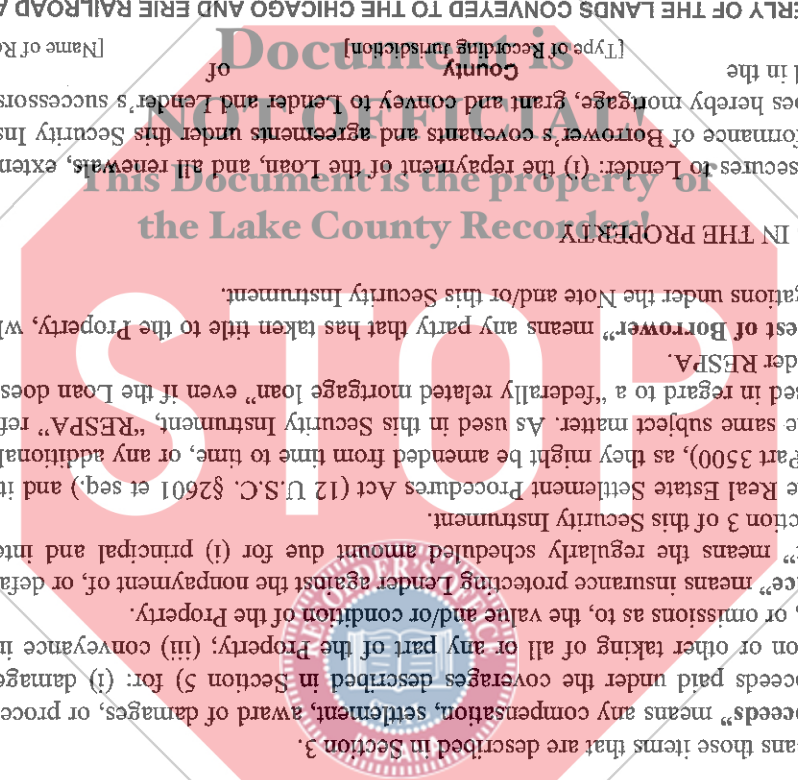 ans those items that are described in Section 3.
ceeds" means any compensation, settlement, award of damages, or proce
ceeds paid under the coverages described in Section 5) for: (i) damage
on or other taking of all or any part of the Property; (iii) conveyance in
, or omissions as to, the value and/or condition of the Property.
ce" means insurance protecting Lender against the nonpayment of, or defa
" means the regularly scheduled amount due for (i) principal and inte
ction 3 of this Security Instrument.
e Real Estate Settlement Procedures Act (12 U.S.C. §2601 et seq.) and it
Part 3500), as they might be amended from time to time, or any additional
e same subject matter. As used in this Security Instrument, "RESPA" ref
sed in regard to a "federally related mortgage loan" even if the Loan does
der RESPA.
est of Borrower" means any party that has taken title to the Property, w
gations under the Note and/or this Security Instrument.
IN THE PROPERTY
secures to Lender: (i) the repayment of the Loan, and all renewals, exten
formance of Borrower's covenants and agreements under this Security Ins
oes hereby mortgage, grant and convey to Lender and Lender's successors
d in the County of
[Type of Recording Jurisdiction] [Name of Re
ERLY OF THE LANDS CONVEYED TO THE CHICAGO AND ERIE RAILROAD A
Document is
NOT OFFICIAL!
This Document is the property of
the Lake County Recorder!
STOP